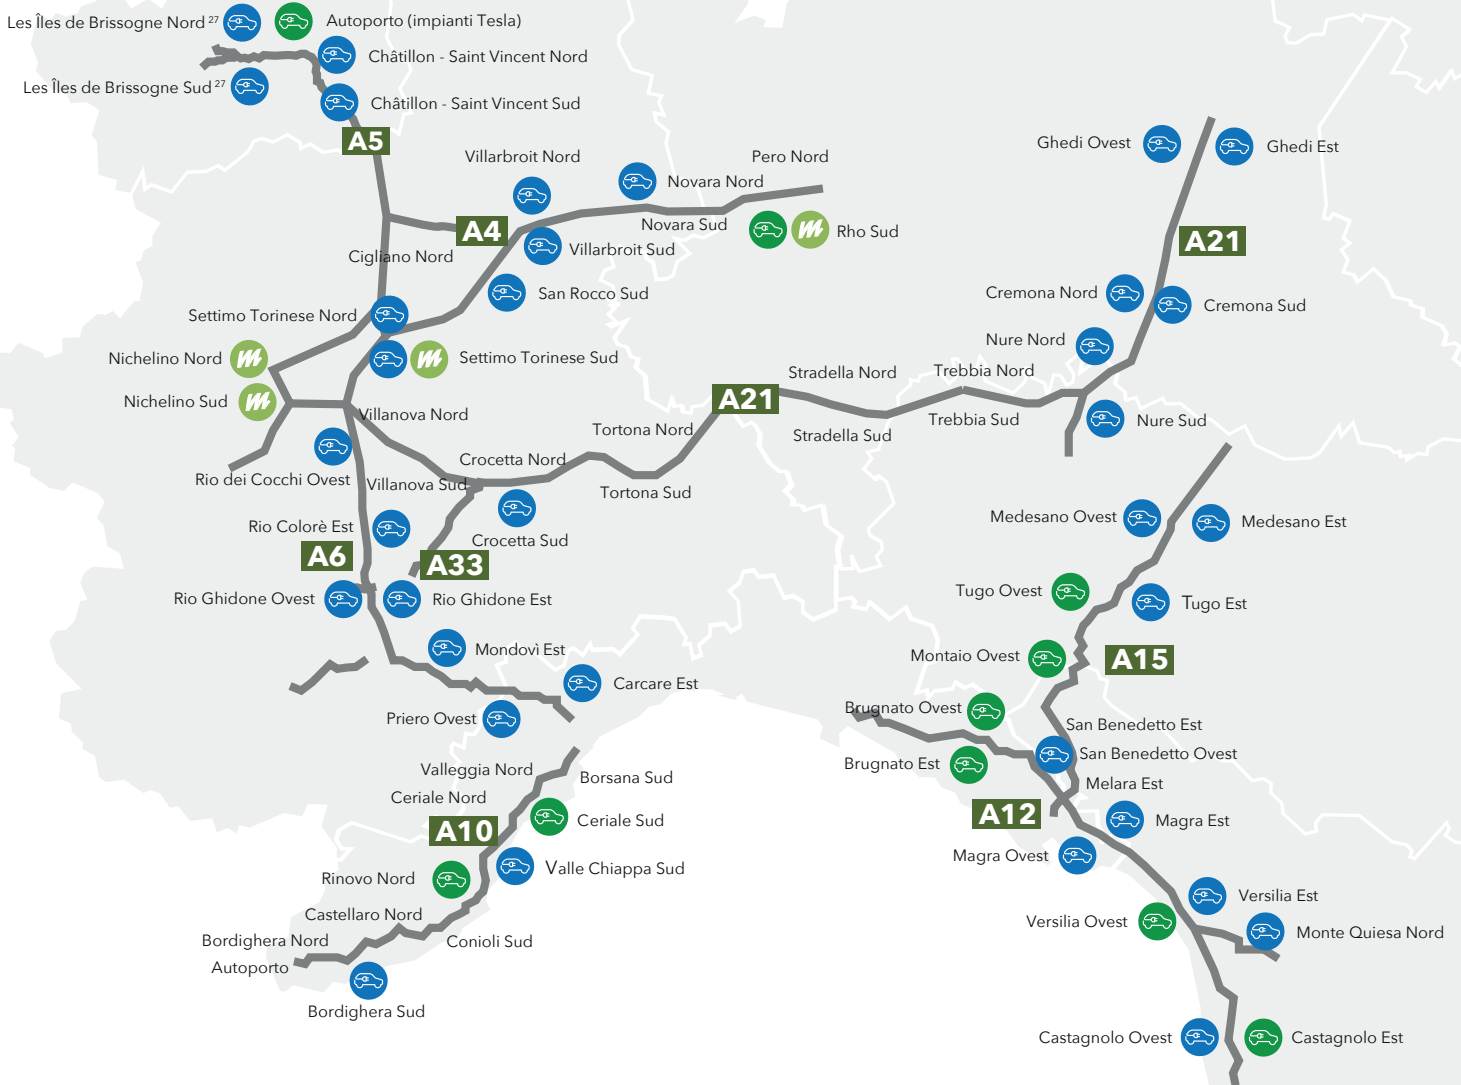 Les Îles de Brissogne Nord 27
Autoporto (impianti Tesla)
Châtillon - Saint Vincent Nord
Les Îles de Brissogne Sud 27
Châtillon - Saint Vincent Sud
A5
Villarbroit Nord
Pero Nord
Novara Nord
Novara Sud
A4
Rho Sud
Villarbroit Sud
Cigliano Nord
San Rocco Sud
Settimo Torinese Nord
Nichelino Nord
Settimo Torinese Sud
Nichelino Sud
Villanova Nord
Rio dei Cocchi Ovest
Villanova Sud
Crocetta Nord
Tortona Nord
Tortona Sud
A21
Stradella Nord
Stradella Sud
Trebbia Nord
Trebbia Sud
Ghedi Ovest
Ghedi Est
A21
Cremona Nord
Cremona Sud
Nure Nord
Nure Sud
Rio Colorè Est
Crocetta Sud
A6
A33
Rio Ghidone Ovest
Rio Ghidone Est
Mondovì Est
Carcare Est
Priero Ovest
Medesano Ovest
Medesano Est
Tugo Ovest
Tugo Est
Montaio Ovest
A15
Brugnato Ovest
San Benedetto Est
San Benedetto Ovest
Brugnato Est
Melara Est
A12
Magra Est
Magra Ovest
Valleggia Nord
Borsana Sud
Ceriale Nord
A10
Ceriale Sud
Valle Chiappa Sud
Rinovo Nord
Castellaro Nord
Bordighera Nord
Conioli Sud
Autoporto
Bordighera Sud
Versilia Est
Versilia Ovest
Monte Quiesa Nord
Castagnolo Ovest
Castagnolo Est